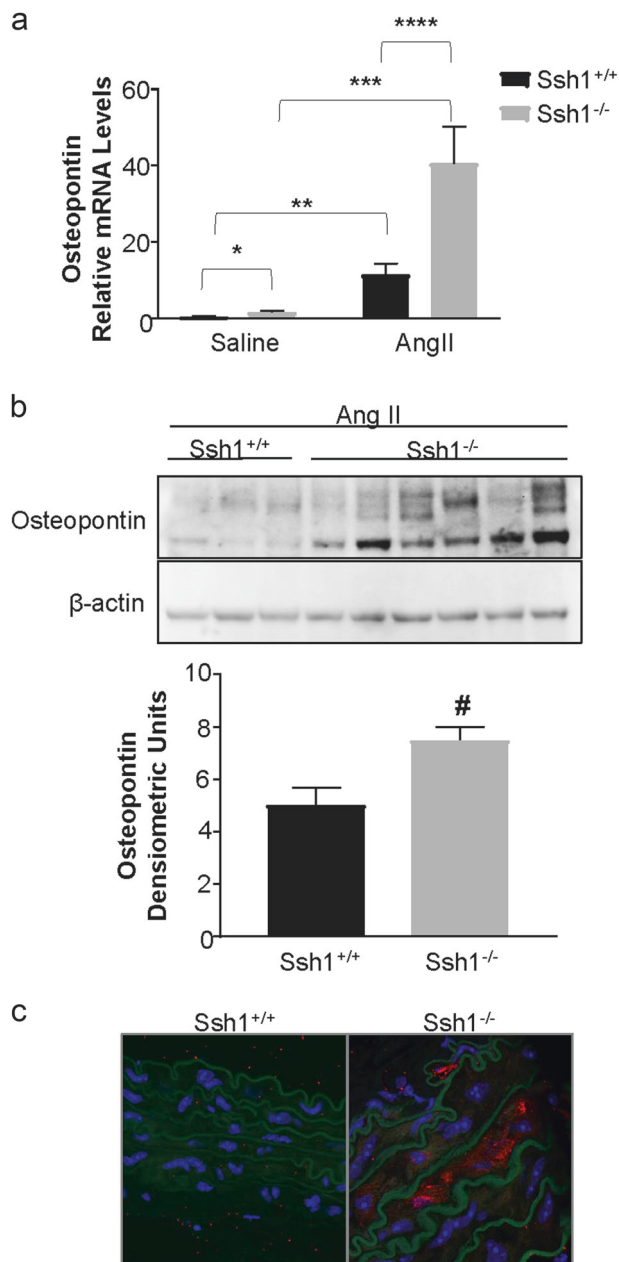 a
****
Ssh1+/+
Ssh1-/-
***
**
*
Osteopontin
Relative mRNA Levels
60
40
20
0
Saline
AngII
b
Ang II
Ssh1+/+
Ssh1-/-
Osteopontin
β-actin
Osteopontin
Densiometric Units
10
8
6
4
2
0
#
Ssh1+/+
Ssh1-/-
c
Ssh1+/+
Ssh1-/-